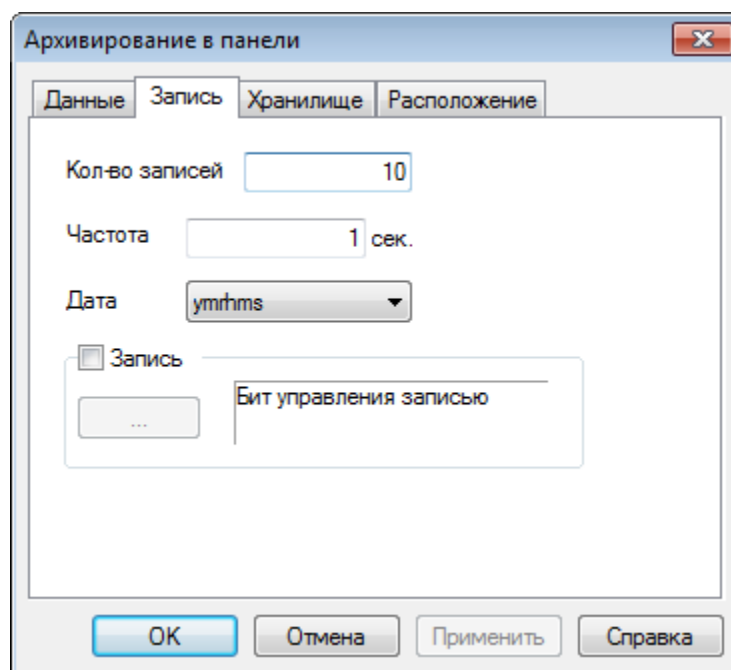 Архивирование в панели
Данные Запись Хранилище Расположение
Кол-во записей 10
Частота 1 сек.
Дата ymrhms
Запись
... Бит управления записью
OK Отмена Применить Справка